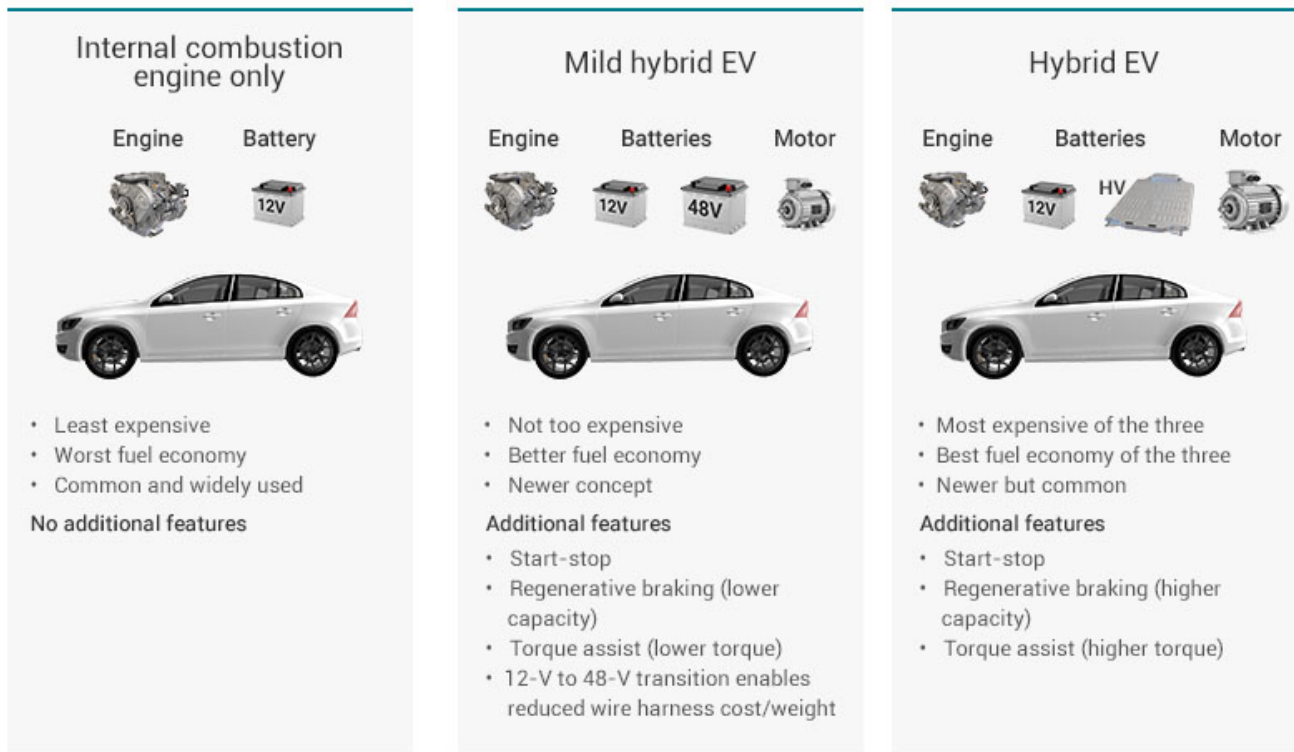 Internal combustion
engine only
Engine Battery
12V
• Least expensive
• Worst fuel economy
• Common and widely used
No additional features
Mild hybrid EV
Engine Batteries Motor
12V 48V
• Not too expensive
• Better fuel economy
• Newer concept
Additional features
• Start-stop
• Regenerative braking (lower
capacity)
• Torque assist (lower torque)
• 12-V to 48-V transition enables
reduced wire harness cost/weight
Hybrid EV
Engine Batteries Motor
12V HV
• Most expensive of the three
• Best fuel economy of the three
• Newer but common
Additional features
• Start-stop
• Regenerative braking (higher
capacity)
• Torque assist (higher torque)